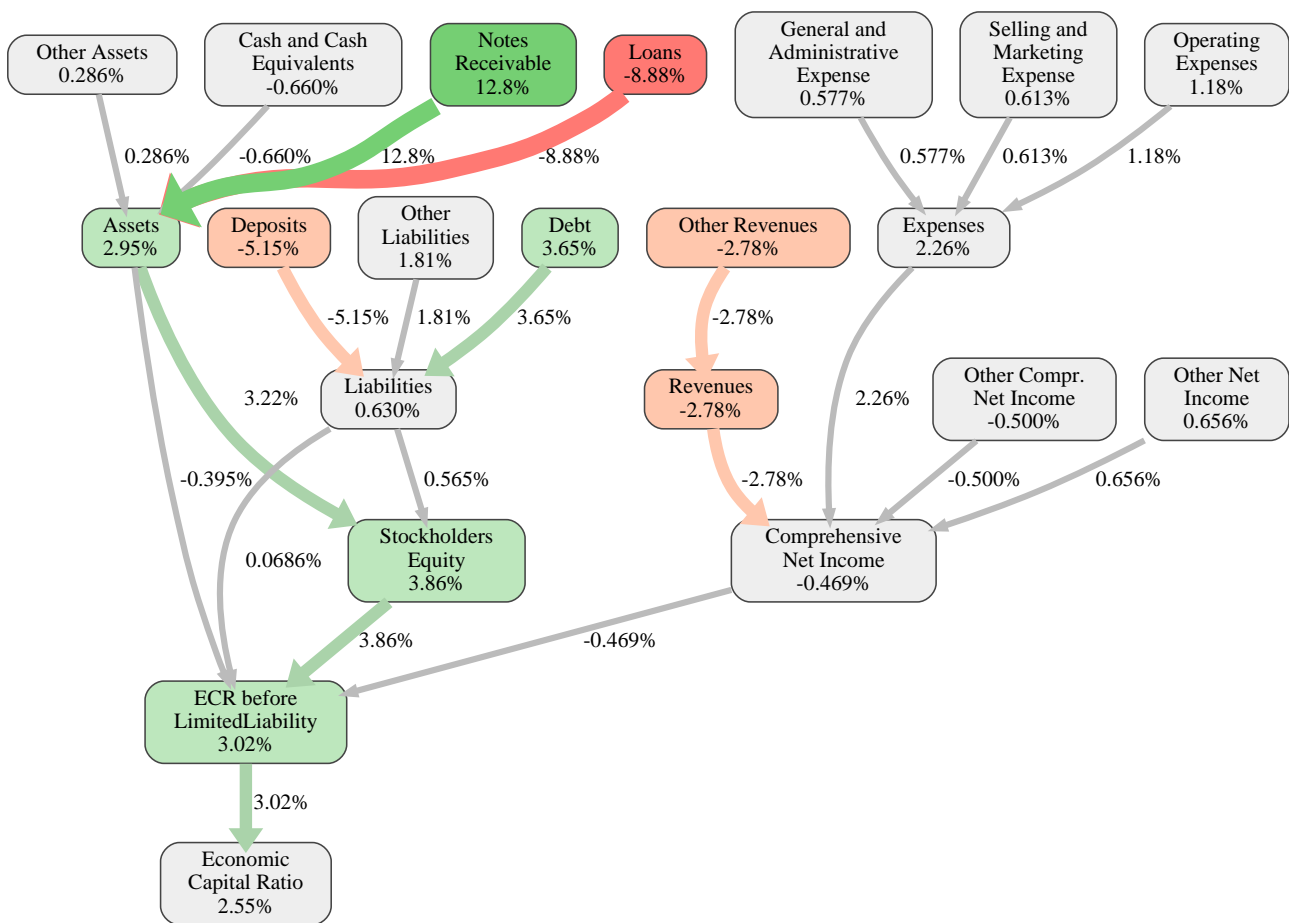 Other Assets
0.286%
Cash and Cash
Equivalents
-0.660%
Notes
Receivable
12.8%
Loans
-8.88%
General and
Administrative
Expense
0.577%
Selling and
Marketing
Expense
0.613%
Operating
Expenses
1.18%
0.286%
-0.660%
12.8%
-8.88%
0.577%
0.613%
1.18%
Assets
2.95%
Deposits
-5.15%
Other
Liabilities
1.81%
Debt
3.65%
Other Revenues
-2.78%
Expenses
2.26%
-5.15%
1.81%
3.65%
-2.78%
Liabilities
0.630%
Revenues
-2.78%
Other Compr.
Net Income
-0.500%
Other Net
Income
0.656%
3.22%
2.26%
-0.395%
0.565%
-2.78%
-0.500%
0.656%
0.0686%
Stockholders
Equity
3.86%
Comprehensive
Net Income
-0.469%
3.86%
-0.469%
ECR before
LimitedLiability
3.02%
3.02%
Economic
Capital Ratio
2.55%